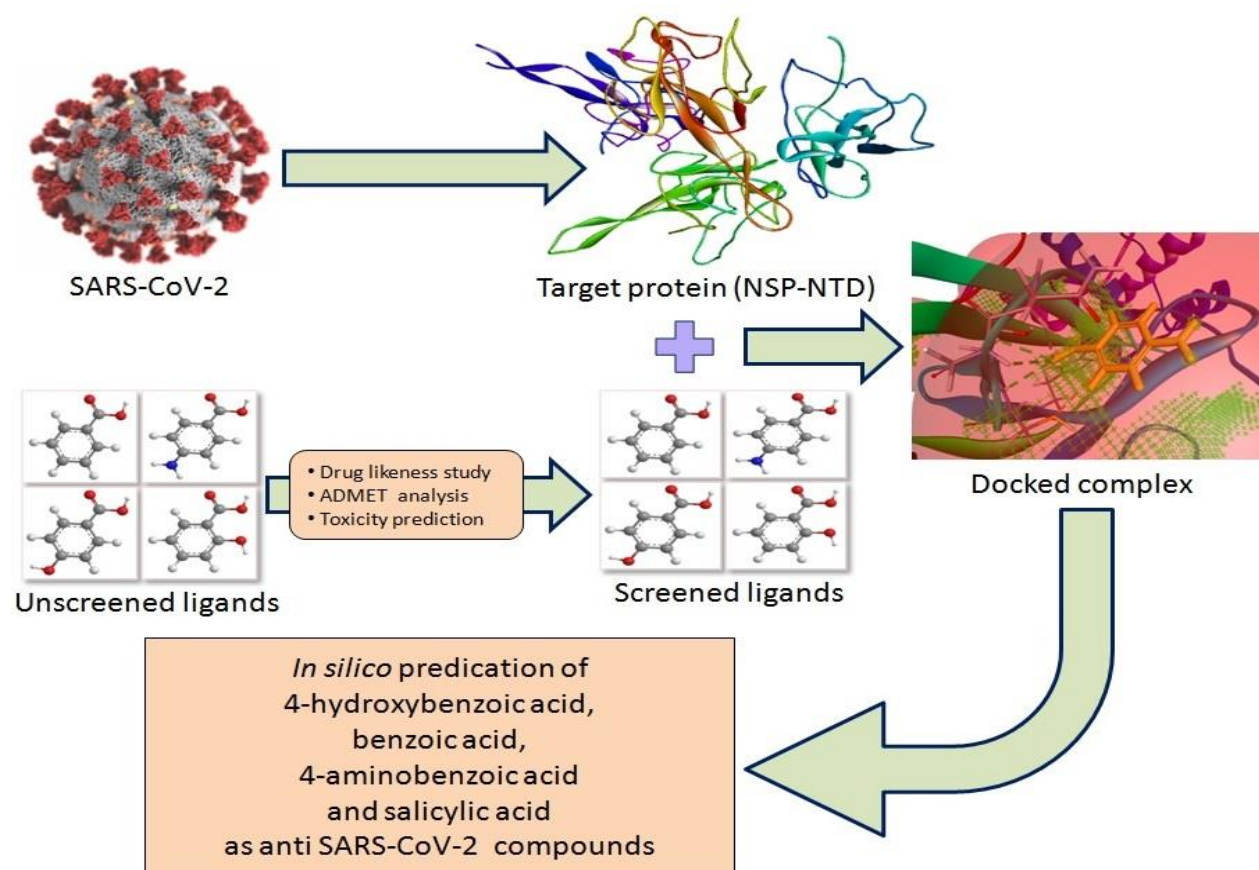 SARS-CoV-2
Target protein (NSP-NTD)
• Drug likeness study
• ADMET analysis
• Toxicity prediction
Unscreened ligands
Screened ligands
Docked complex
In silico predication of
4-hydroxybenzoic acid,
benzoic acid,
4-aminobenzoic acid
and salicylic acid
as anti SARS-CoV-2 compounds